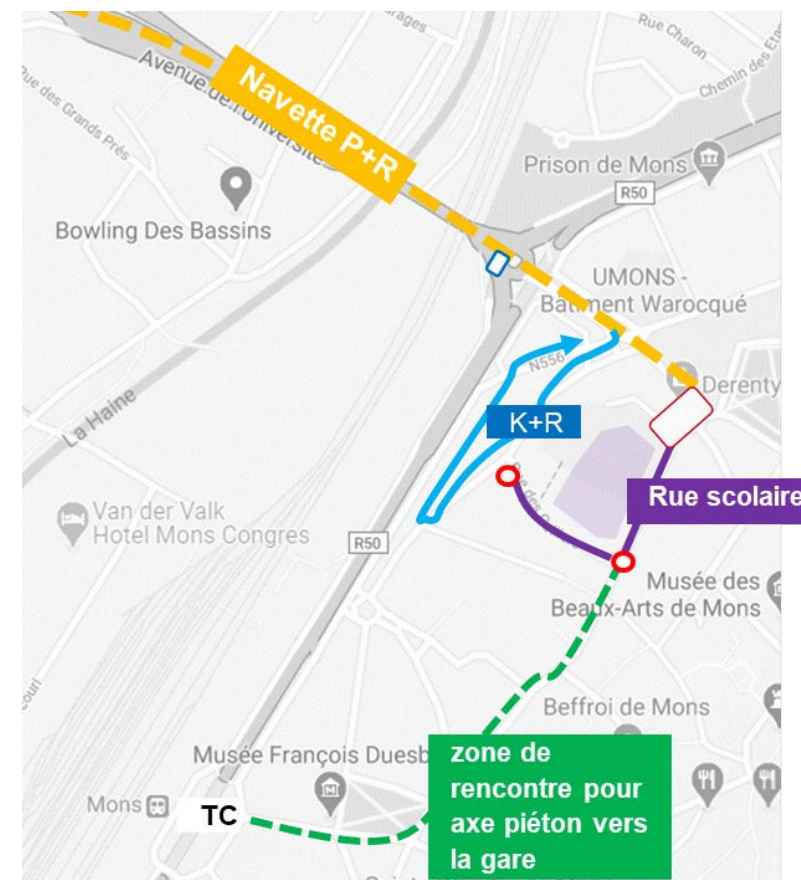 Rue Charon
Chemin des Eta
Avenue de l'Université
Rue des Grands Prés
Navette P+R
Prison de Mons
R50
Bowling Des Bassins
UMONS -
Bâtiment Warocqué
N556
Derenty
La Haine
K+R
Rue scolaire
Van der Valk
Hotel Mons Congres
R50
Musée des
Beaux-Arts de Mons
Beffroi de Mons
Musée François Duesb
zone de
rencontre pour
axe piéton vers
la gare
Mons
TC